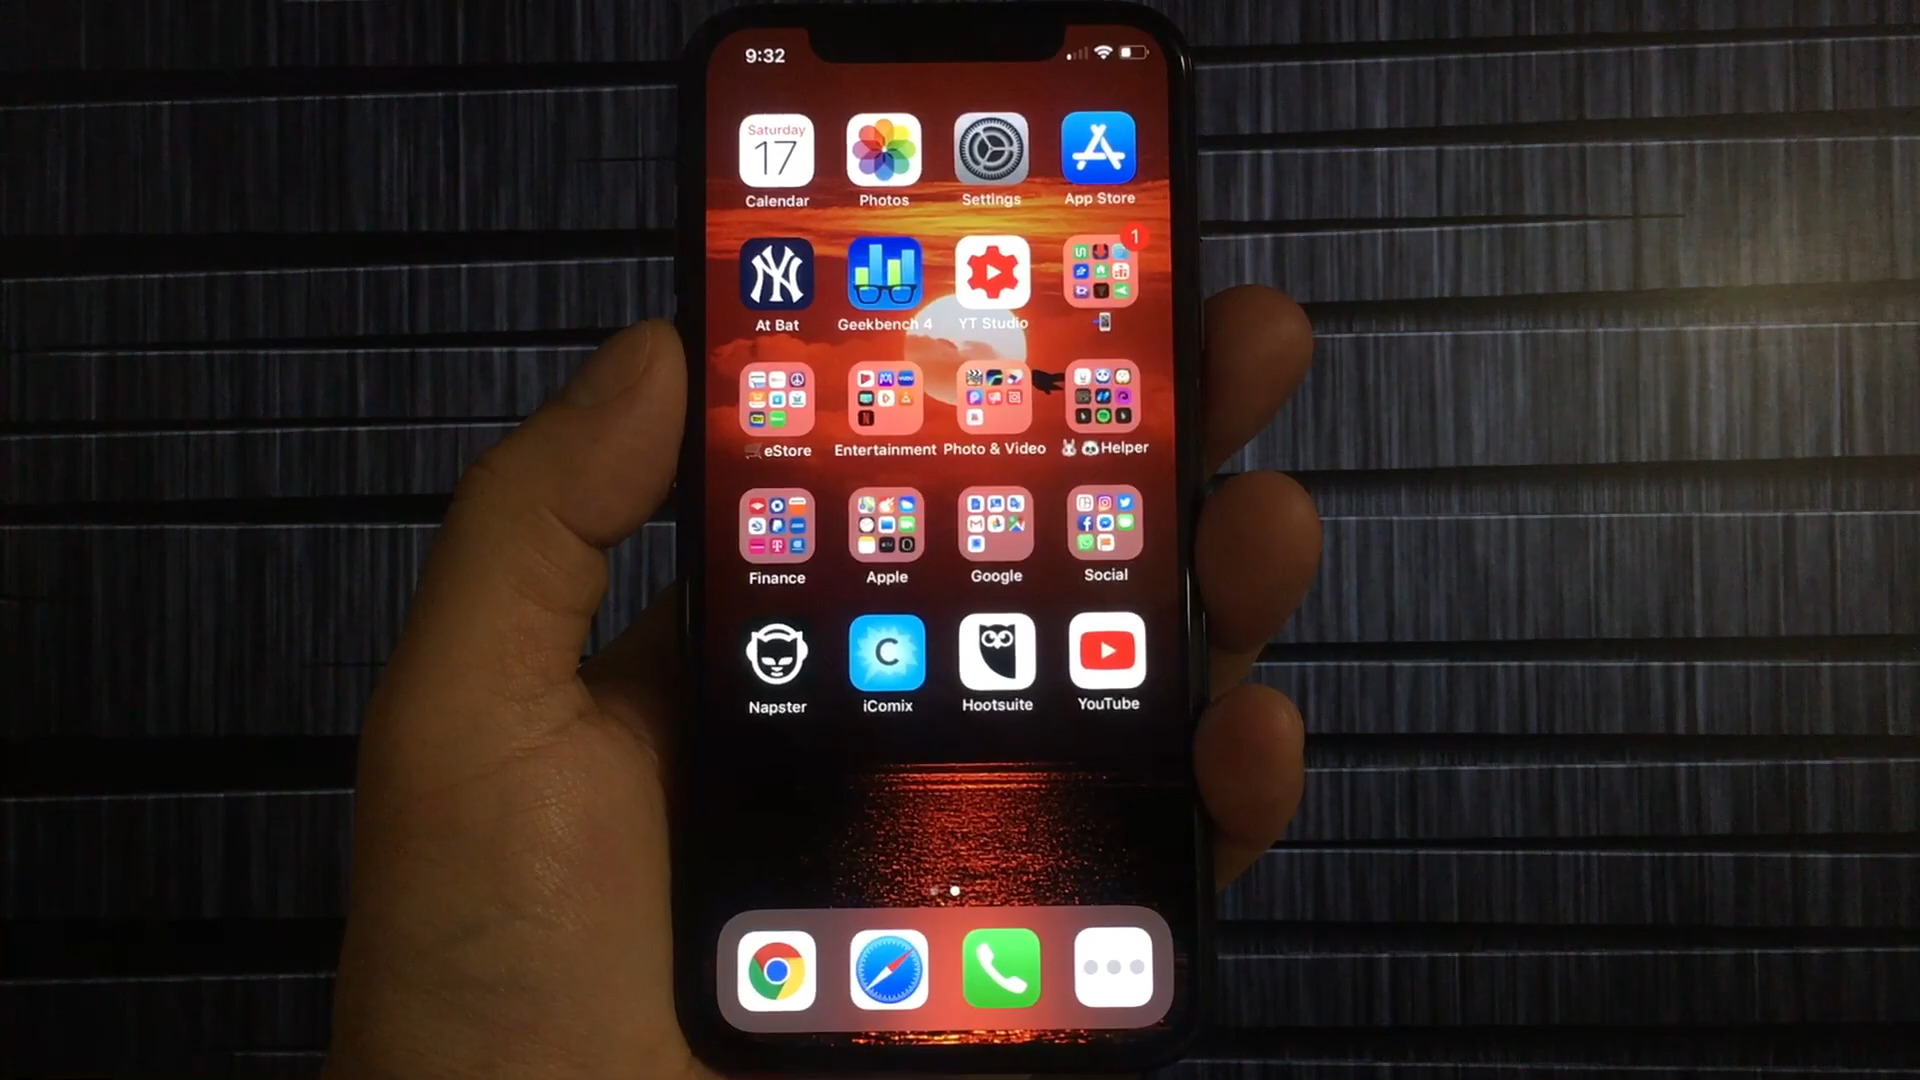 9:32
Saturday
17
Calendar
Photos
Settings
App Store
1
NY
At Bat
Geekbench 4
YT Studio
eStore
Entertainment
Photo & Video
Helper
Finance
Apple
Google
Social
C
Napster
iComix
Hootsuite
YouTube